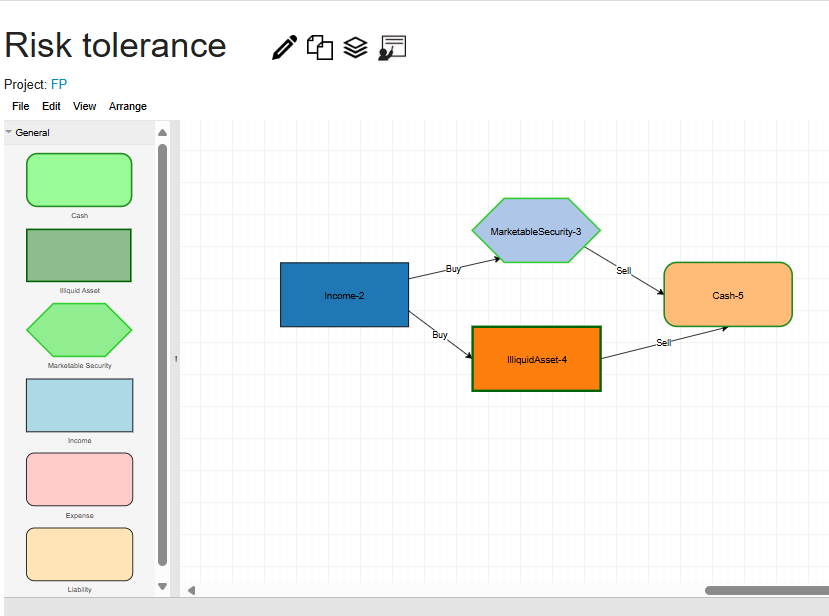 Risk tolerance
Project: FP
File Edit View Arrange
General
Cash
Illiquid Asset
Marketable Security
Income
Expense
Liability
MarketableSecurity-3
Buy
Sell
Income-2
Cash-5
Buy
Sell
IlliquidAsset-4